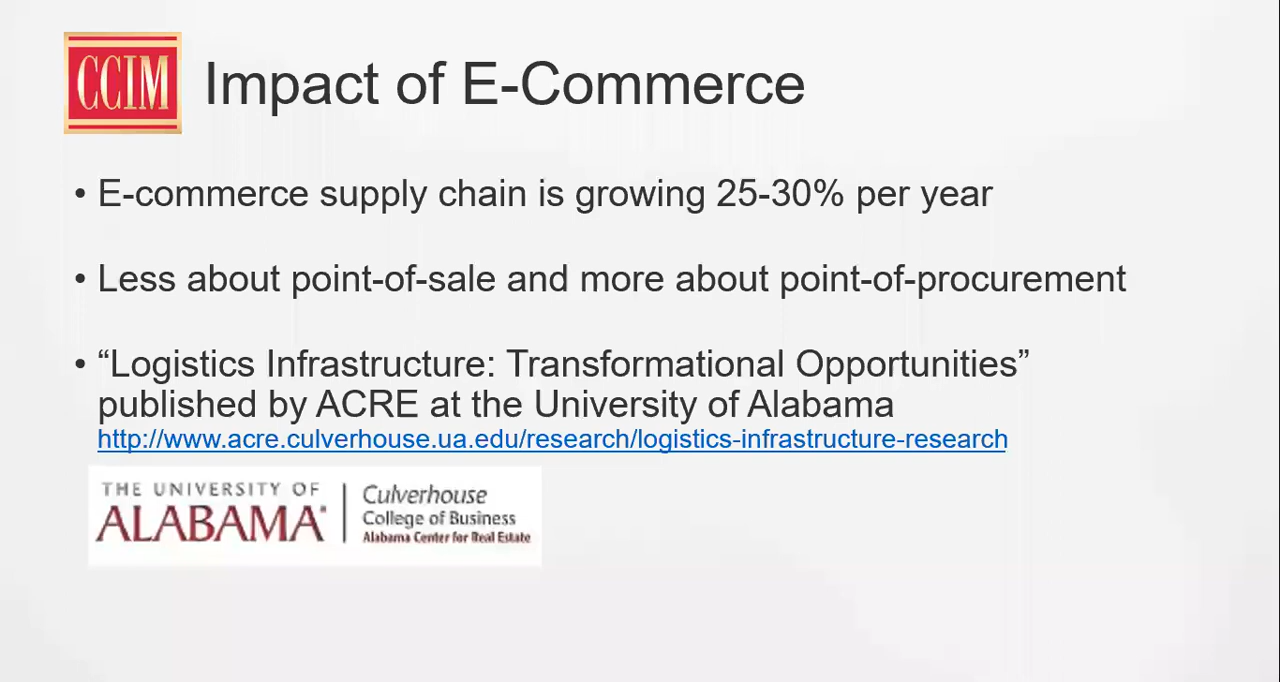 CCIM
Impact of E-Commerce
• E-commerce supply chain is growing 25-30% per year
• Less about point-of-sale and more about point-of-procurement
• “Logistics Infrastructure: Transformational Opportunities”
published by ACRE at the University of Alabama
http://www.acre.culverhouse.ua.edu/research/logistics-infrastructure-research
THE UNIVERSITY OF
ALABAMA®
Culverhouse
College of Business
Alabama Center for Real Estate